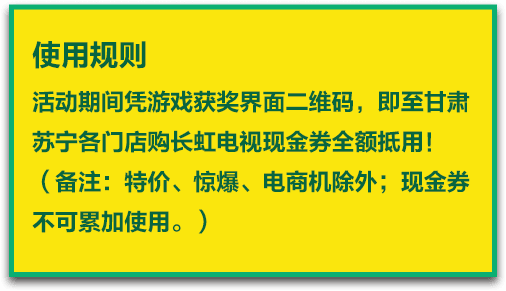 使用规则
活动期间凭游戏获奖界面二维码，即至甘肃
苏宁各门店购长虹电视现金券全额抵用！
（备注：特价、惊爆、电商机除外；现金券
不可累加使用。）